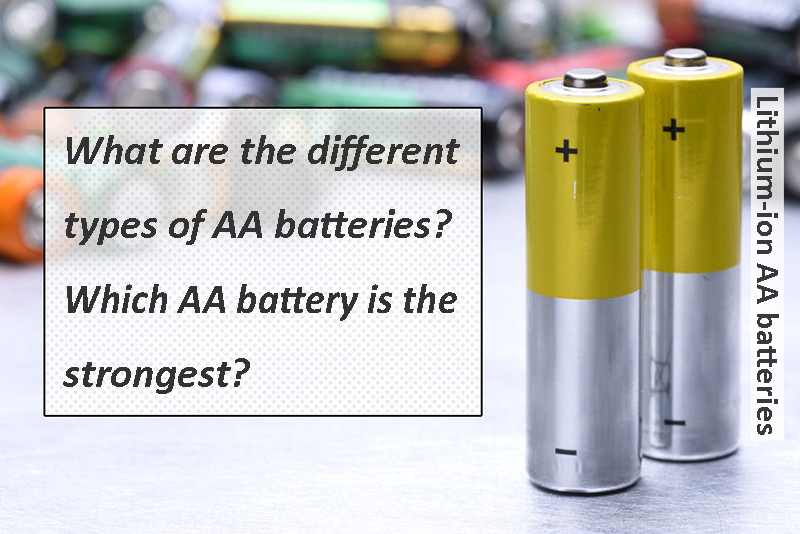 What are the different
types of AA batteries?
Which AA battery is the
strongest?
Lithium-ion AA batteries
+
+
−
−